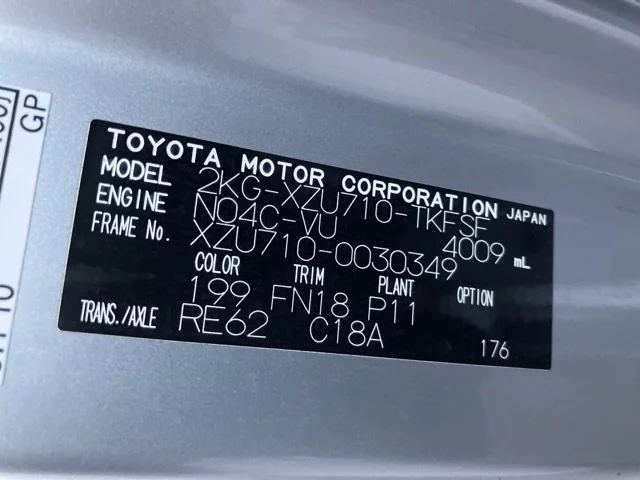 GP
TOYOTA MOTOR CORPORATION JAPAN
MODEL 2KG-XZU710-TKFSF
ENGINE N04C-VU 4009 mL
FRAME No. XZU710-0030349
COLOR TRIM PLANT OPTION
199 FN18 P11
TRANS./AXLE RE62 C18A 176